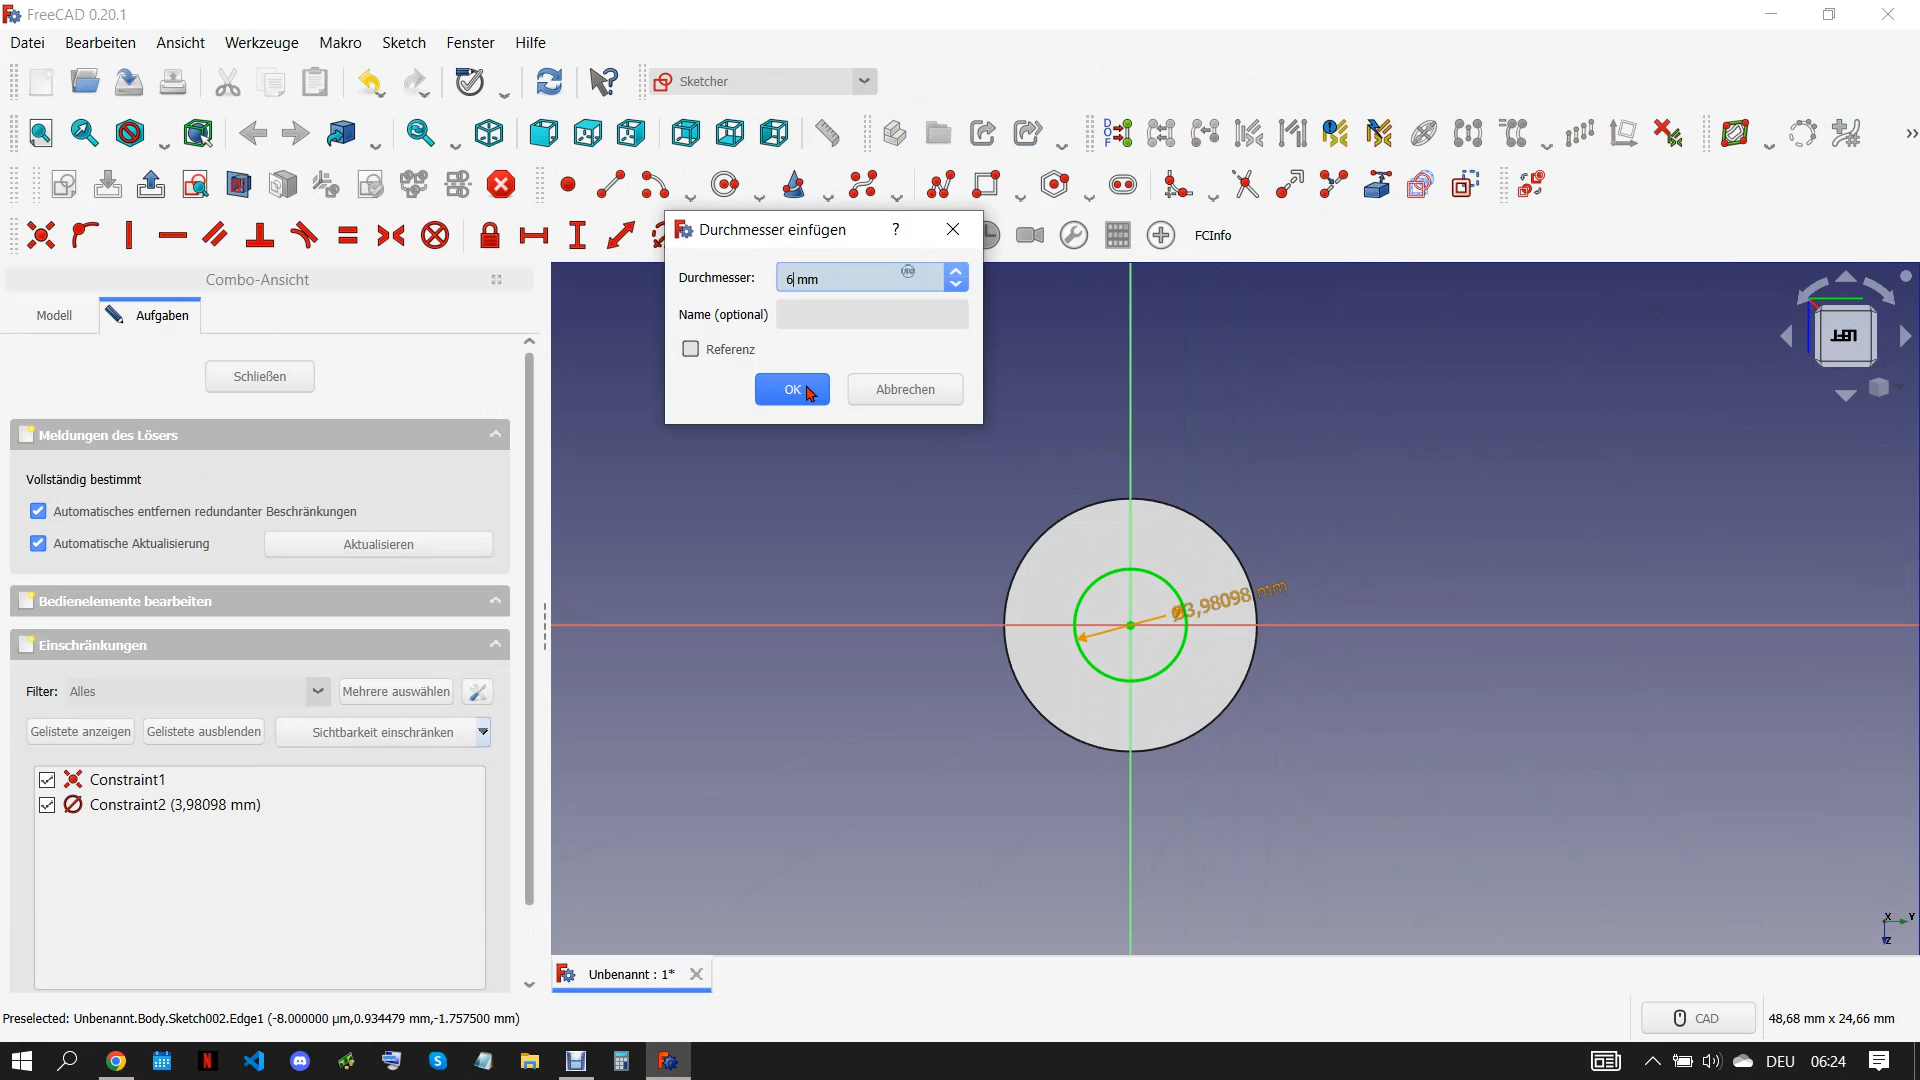 FreeCAD 0.20.1
Datei Bearbeiten Ansicht Werkzeuge Makro Sketch Fenster Hilfe
Sketcher
DOF
FCInfo
Durchmesser einfügen ?
Durchmesser: 6 mm
Name (optional)
Referenz
OK Abbrechen
Combo-Ansicht
Modell Aufgaben
Schließen
Meldungen des Lösers
Vollständig bestimmt
Automatisches entfernen redundanter Beschränkungen
Automatische Aktualisierung Aktualisieren
Bedienelemente bearbeiten
Einschränkungen
Filter: Alles Mehrere auswählen
Gelistete anzeigen Gelistete ausblenden Sichtbarkeit einschränken
Constraint1
Constraint2 (3,98098 mm)
Ø3,98098 mm
LEFT
X Y
Z
Unbenannt : 1*
Preselected: Unbenannt.Body.Sketch002.Edge1 (-8.000000 µm,0.934479 mm,-1.757500 mm)
CAD 48,68 mm x 24,66 mm
DEU 06:24